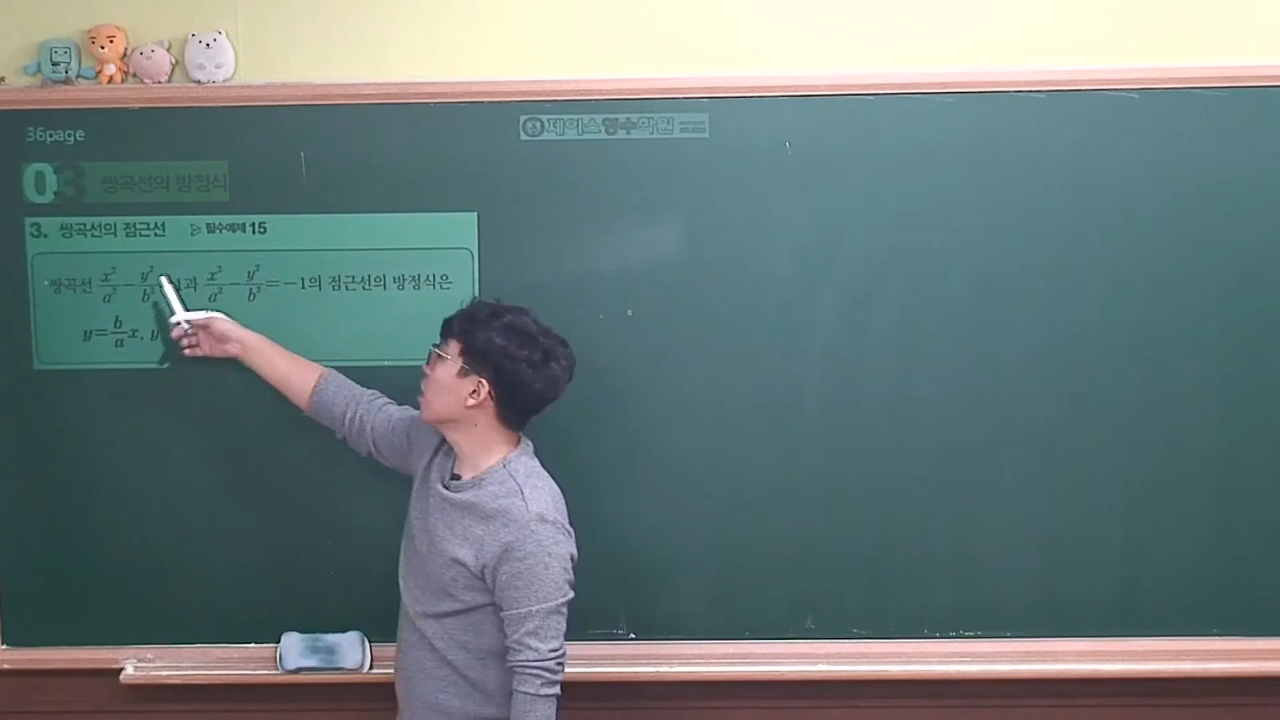 36page
제이스영수학원
03 쌍곡선의 방정식
3. 쌍곡선의 점근선 ▷ 필수예제 15
쌍곡선 x²/a² - y²/b² 1과 x²/a² - y²/b² = -1의 점근선의 방정식은
y = b/a x, y